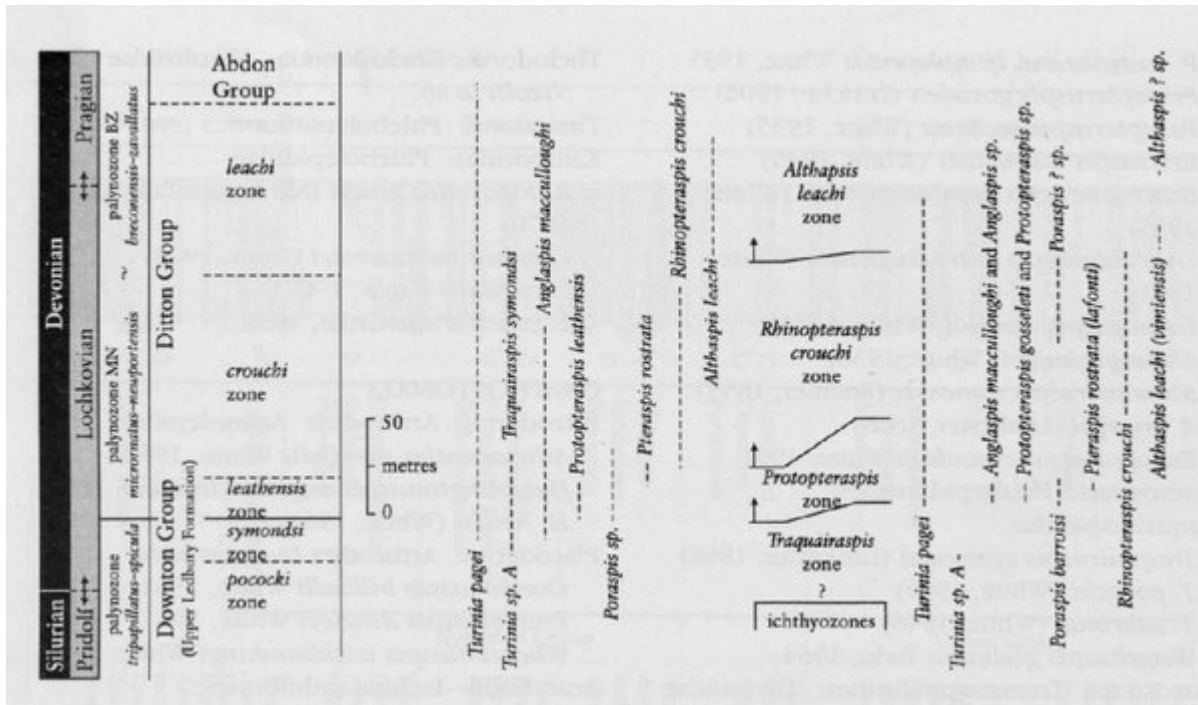 Silurian
Devonian
Pridolí
Lochkovian
Pragian
palynozone
tripapillatus-spicula
palynozone MN
micrornatus-newportensis
?
palynozone BZ
breconensis-zavallatus
Downton Group
(Upper Ledbury Formation)
Ditton Group
Abdon
Group
pococki
zone
symondsi
zone
leathensis
zone
crouchi
zone
leachi
zone
0
metres
50
Turinia pagei
Turinia sp. A
Traquairaspis symondsi
Anglaspis macculloughi
Protopteraspis leathensis
Poraspis sp.
Pteraspis rostrata
Rhinopteraspis crouchi
Althaspis leachi
ichthyozones
?
Traquainaspis
zone
Protopteraspis
zone
Rhinopteraspis
crouchi
zone
Althapsis
leachi
zone
Turinia pagei
Turinia sp. A
Anglaspis maccullonghi and Anglaspis sp.
Protopteraspis gosseleti and Protopteraspis sp.
Poraspis barroisi
Poraspis ? sp.
Pteraspis rostrata (lafonti)
Rhinopteraspis crouchi
Althaspis leachi (vimiensis)
Althaspis ? sp.